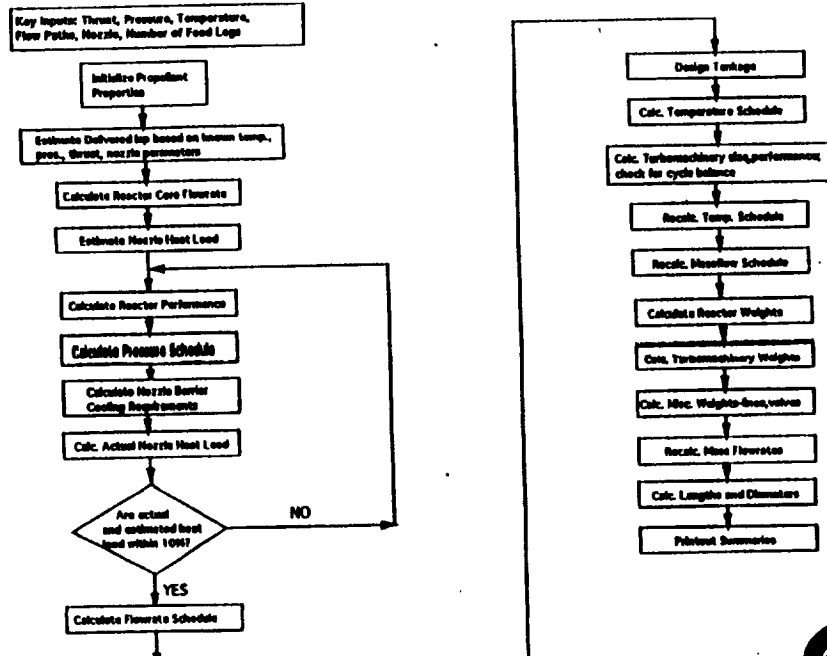 Key Inputs: Thrust, Pressure, Temperature,
Flow Paths, Nozzle, Number of Feed Legs
Initialize Propellant
Properties
Estimate Delivered Isp based on known temp.,
pres., thrust, nozzle parameters
Calculate Reactor Core Flowrate
Estimate Nozzle Heat Load
Calculate Reactor Performance
Calculate Pressure Schedule
Calculate Nozzle Barrier
Cooling Requirements
Calc. Actual Nozzle Heat Load
Are actual
and estimated heat
load within 10%?
NO
YES
Calculate Flowrate Schedule
Design Tankage
Calc. Temperature Schedule
Calc. Turbomachinery size, performance;
check for cycle balance
Recalc. Temp. Schedule
Recalc. Massflow Schedule
Calculate Reactor Weights
Calc. Turbomachinery Weights
Calc. Misc. Weights-lines, valves
Recalc. Mass Flowrates
Calc. Lengths and Diameters
Printout Summaries